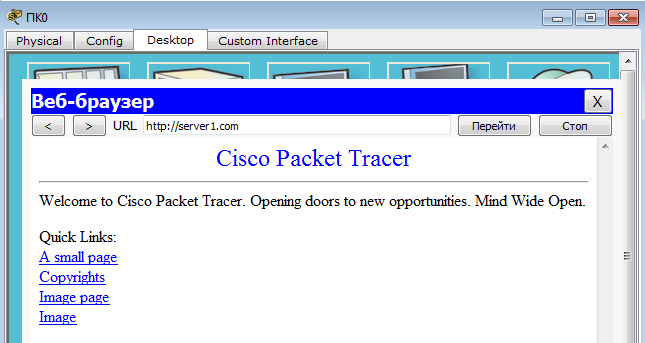 ПК0
Physical Config Desktop Custom Interface
Веб-браузер X
< > URL http://server1.com Перейти Стоп
Cisco Packet Tracer
Welcome to Cisco Packet Tracer. Opening doors to new opportunities. Mind Wide Open.
Quick Links:
A small page
Copyrights
Image page
Image